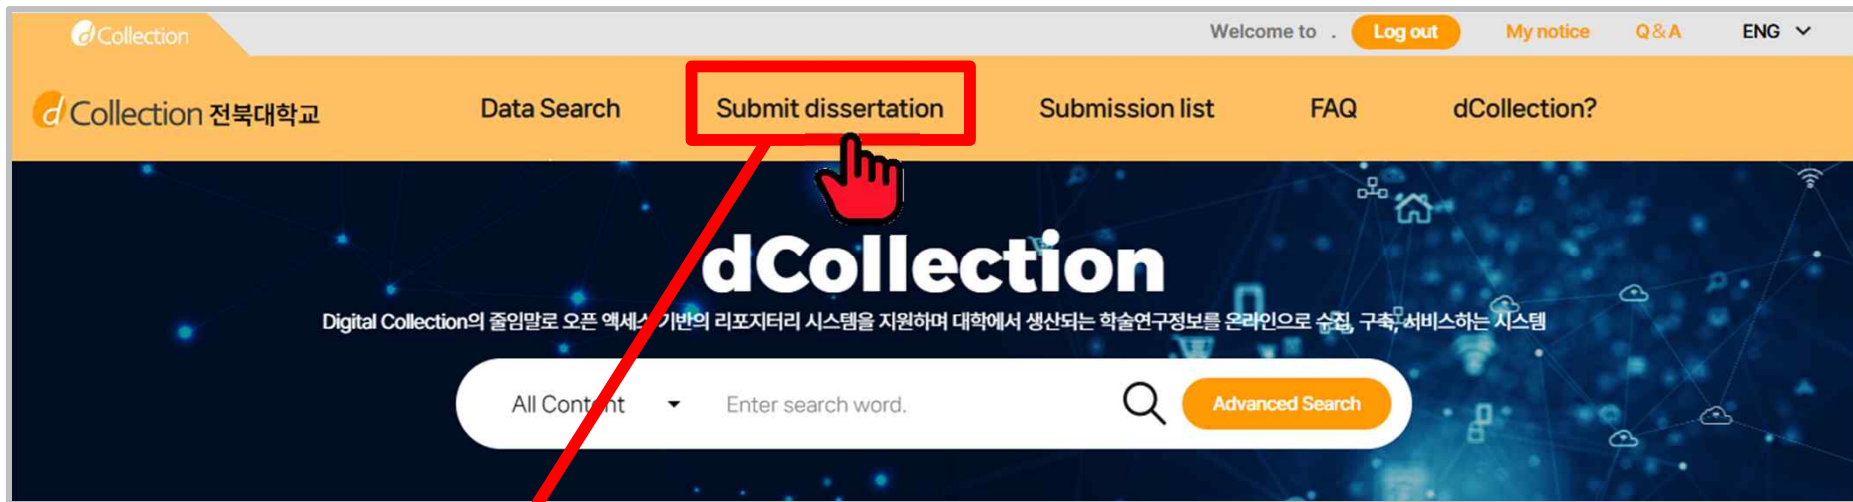 dCollection
Welcome to . Log out My notice Q&A ENG
dCollection 전북대학교 Data Search Submit dissertation Submission list FAQ dCollection?
dCollection
Digital Collection의 줄임말로 오픈 액세스 기반의 리포지터리 시스템을 지원하며 대학에서 생산되는 학술연구정보를 온라인으로 수집, 구축, 서비스하는 시스템
All Content Enter search word. Advanced Search